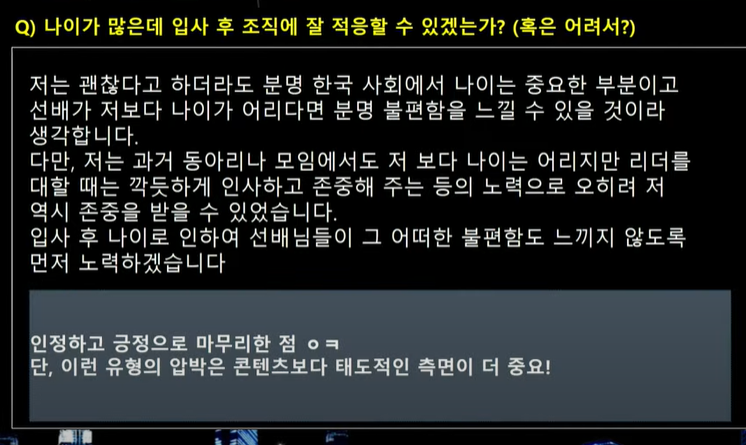 Q) 나이가 많은데 입사 후 조직에 잘 적응할 수 있겠는가? (혹은 어려서?)
저는 괜찮다고 하더라도 분명 한국 사회에서 나이는 중요한 부분이고
선배가 저보다 나이가 어리다면 분명 불편함을 느낄 수 있을 것이라
생각합니다.
다만, 저는 과거 동아리나 모임에서도 저 보다 나이는 어리지만 리더를
대할 때는 깍듯하게 인사하고 존중해 주는 등의 노력으로 오히려 저
역시 존중을 받을 수 있었습니다.
입사 후 나이로 인하여 선배님들이 그 어떠한 불편함도 느끼지 않도록
먼저 노력하겠습니다
인정하고 긍정으로 마무리한 점 ㅇㅋ
단, 이런 유형의 압박은 콘텐츠보다 태도적인 측면이 더 중요!